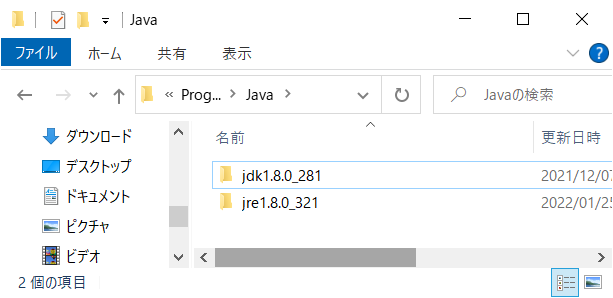 Java
ファイル ホーム 共有 表示
« Prog... > Java > Javaの検索
名前 更新日時
ダウンロード
デスクトップ
ドキュメント
ピクチャ
ビデオ
jdk1.8.0_281 2021/12/07
jre1.8.0_321 2022/01/25
2 個の項目